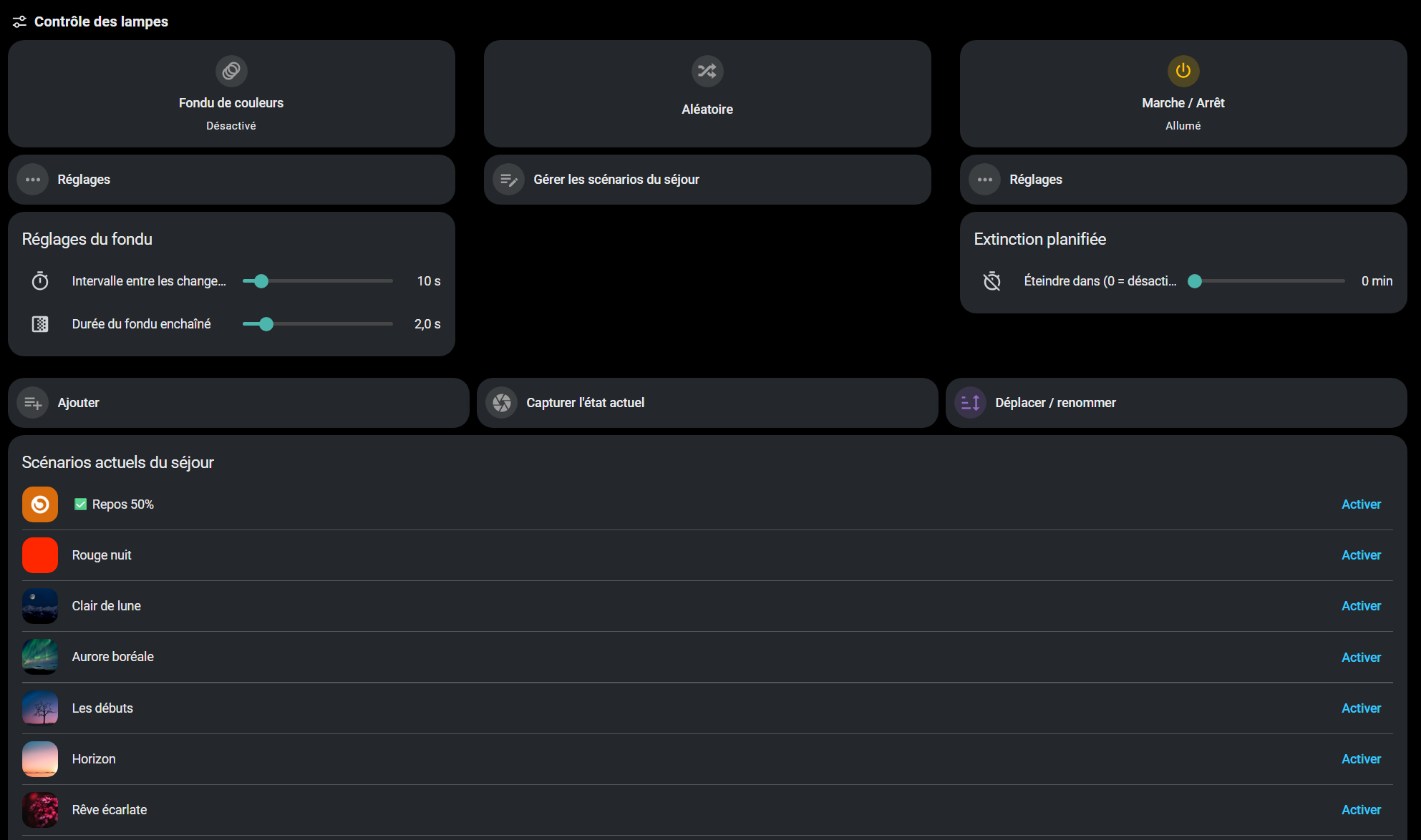 Contrôle des lampes
Fondu de couleurs
Désactivé
Aléatoire
Marche / Arrêt
Allumé
Réglages
Gérer les scénarios du séjour
Réglages
Réglages du fondu
Intervalle entre les change... 10 s
Durée du fondu enchaîné 2,0 s
Extinction planifiée
Éteindre dans (0 = désacti... 0 min
Ajouter
Capturer l'état actuel
Déplacer / renommer
Scénarios actuels du séjour
✅ Repos 50% Activer
Rouge nuit Activer
Clair de lune Activer
Aurore boréale Activer
Les débuts Activer
Horizon Activer
Rêve écarlate Activer